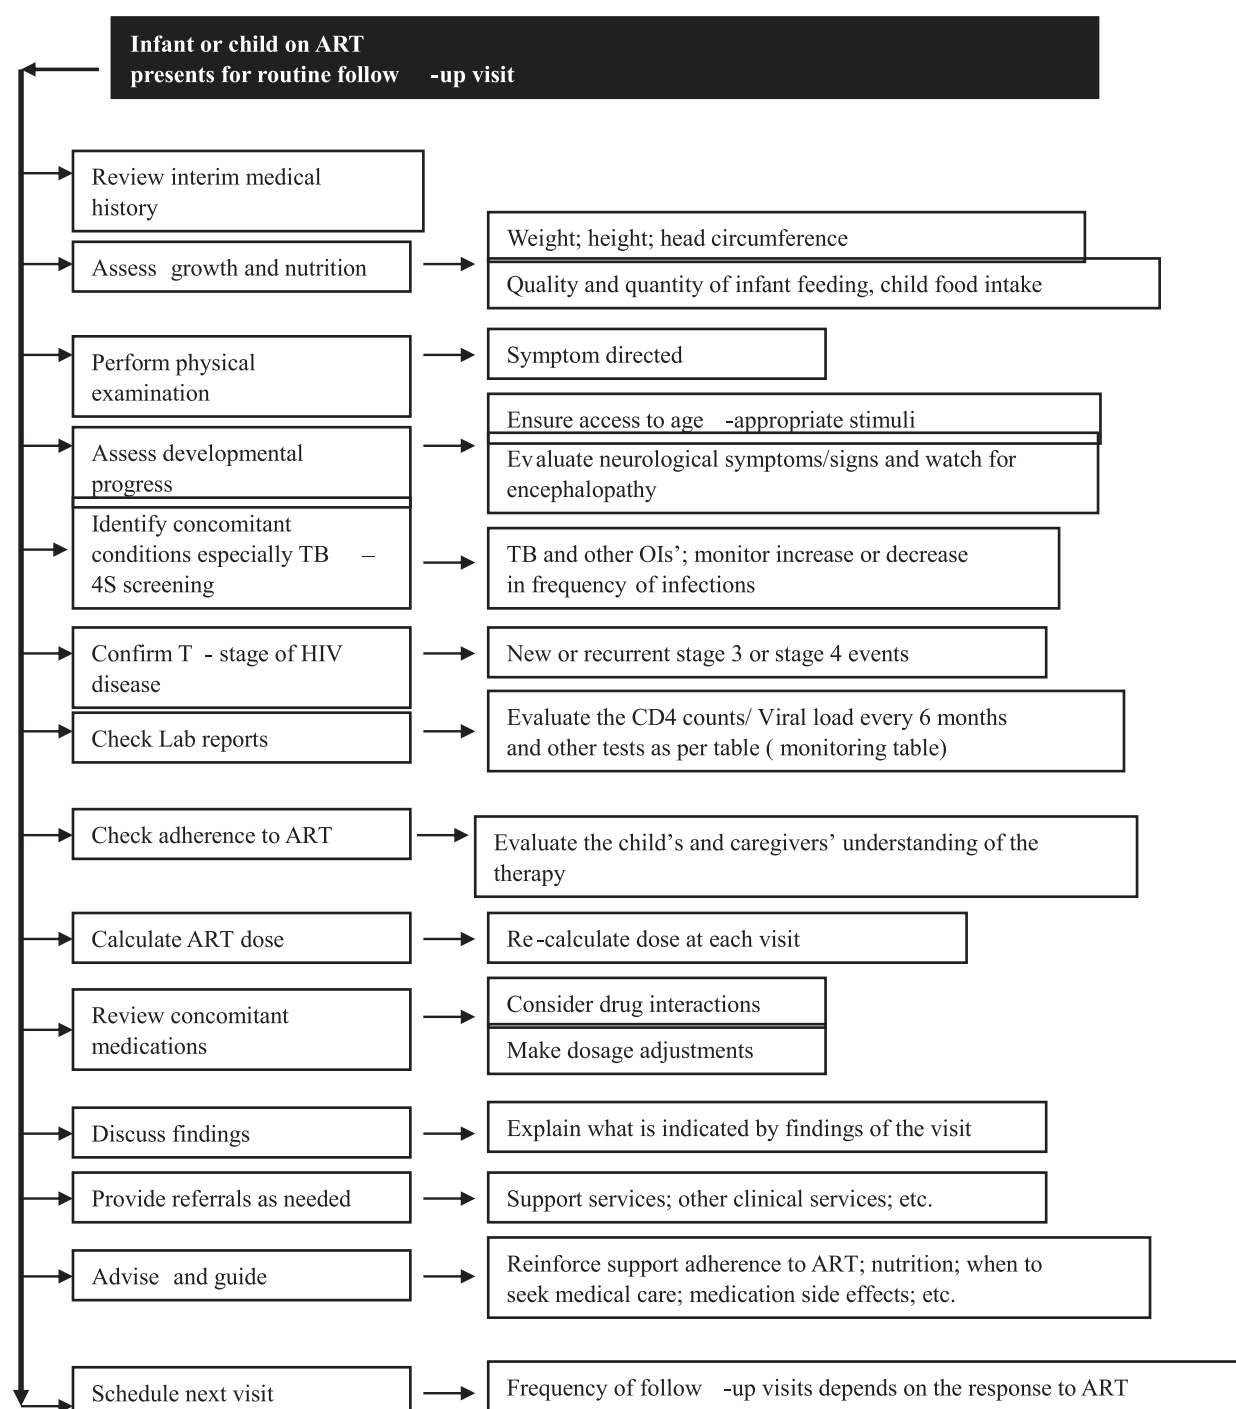 Infant or child on ART
presents for routine follow -up visit
Review interim medical
history
Assess growth and nutrition
Weight; height; head circumference
Quality and quantity of infant feeding, child food intake
Perform physical
examination
Symptom directed
Assess developmental
progress
Ensure access to age -appropriate stimuli
Evaluate neurological symptoms/signs and watch for
encephalopathy
Identify concomitant
conditions especially TB –
4S screening
TB and other OIs’; monitor increase or decrease
in frequency of infections
Confirm T - stage of HIV
disease
New or recurrent stage 3 or stage 4 events
Check Lab reports
Evaluate the CD4 counts/ Viral load every 6 months
and other tests as per table ( monitoring table)
Check adherence to ART
Evaluate the child’s and caregivers’ understanding of the
therapy
Calculate ART dose
Re-calculate dose at each visit
Review concomitant
medications
Consider drug interactions
Make dosage adjustments
Discuss findings
Explain what is indicated by findings of the visit
Provide referrals as needed
Support services; other clinical services; etc.
Advise and guide
Reinforce support adherence to ART; nutrition; when to
seek medical care; medication side effects; etc.
Schedule next visit
Frequency of follow -up visits depends on the response to ART